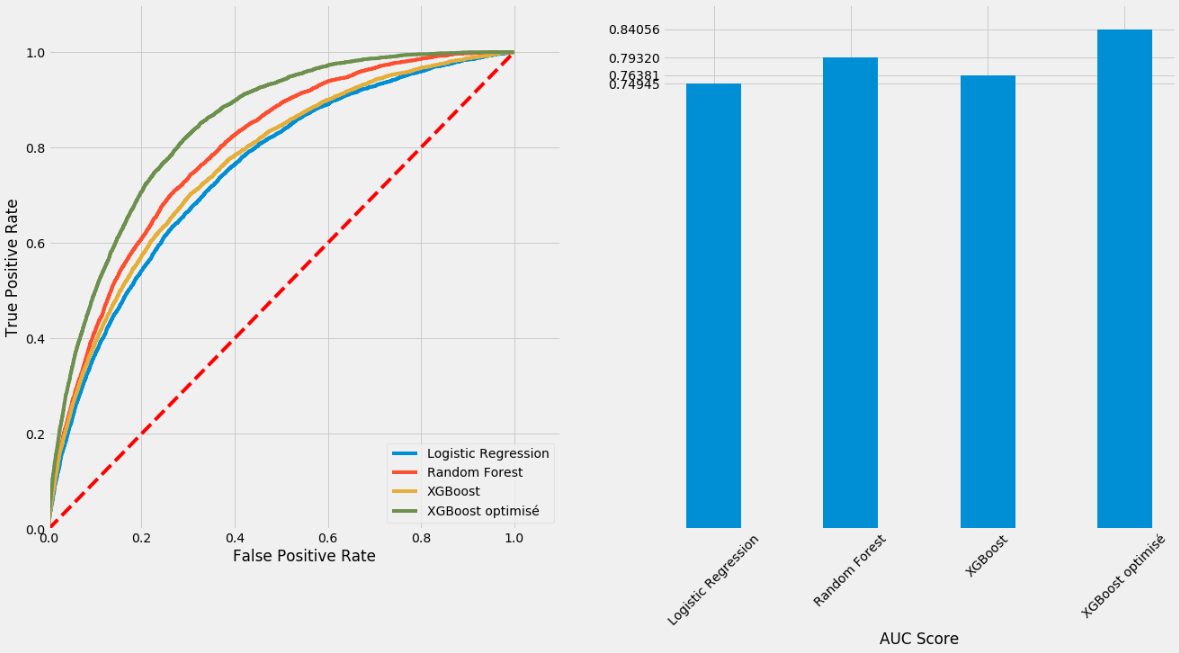 1.0
0.8
0.6
0.4
0.2
0.0
True Positive Rate
0.0 0.2 0.4 0.6 0.8 1.0
False Positive Rate
Logistic Regression
Random Forest
XGBoost
XGBoost optimisé
0.84056
0.79320
0.76381
0.74945
Logistic Regression
Random Forest
XGBoost
XGBoost optimisé
AUC Score